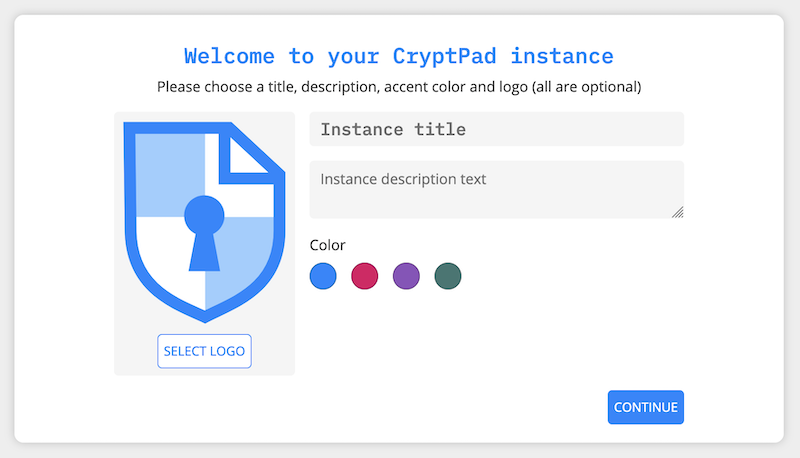 Welcome to your CryptPad instance
Please choose a title, description, accent color and logo (all are optional)
Instance title
Instance description text
Color
SELECT LOGO
CONTINUE